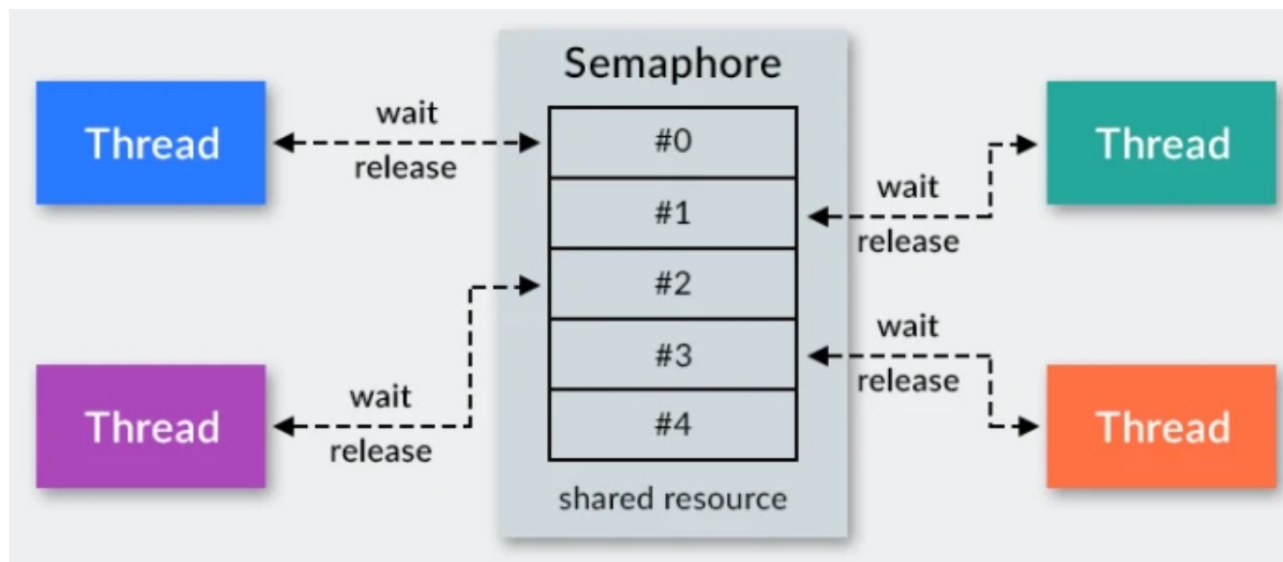 Semaphore
Thread
wait
release
#0
#1
#2
#3
#4
shared resource
Thread
wait
release
Thread
wait
release
Thread
wait
release